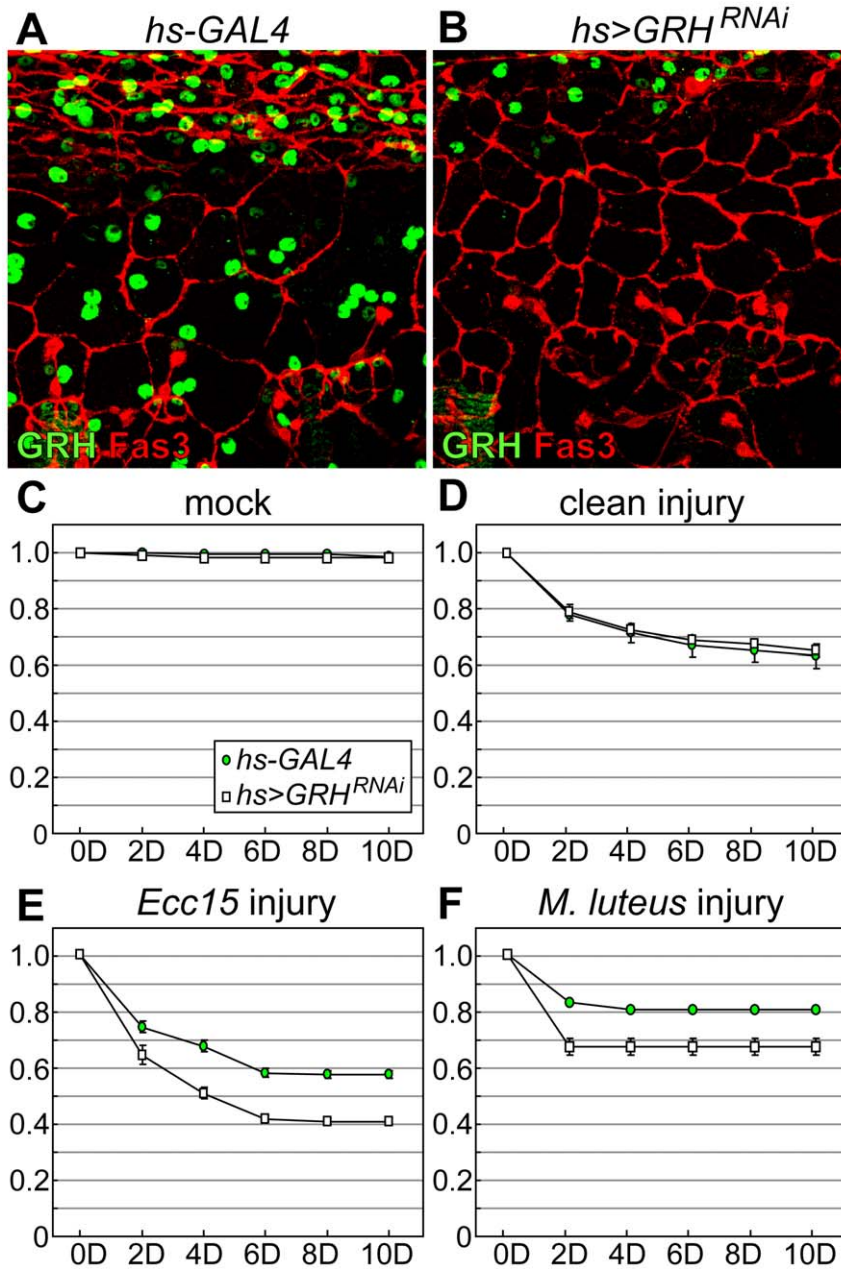 A hs-GAL4
B hs>GRH RNAi
GRH Fas3
GRH Fas3
C mock
D clean injury
1.0
0.8
0.6
0.4
0.2
0
hs-GAL4
hs>GRH RNAi
0D 2D 4D 6D 8D 10D
1.0
0.8
0.6
0.4
0.2
0
0D 2D 4D 6D 8D 10D
E Ecc15 injury
F M. luteus injury
1.0
0.8
0.6
0.4
0.2
0
0D 2D 4D 6D 8D 10D
1.0
0.8
0.6
0.4
0.2
0
0D 2D 4D 6D 8D 10D